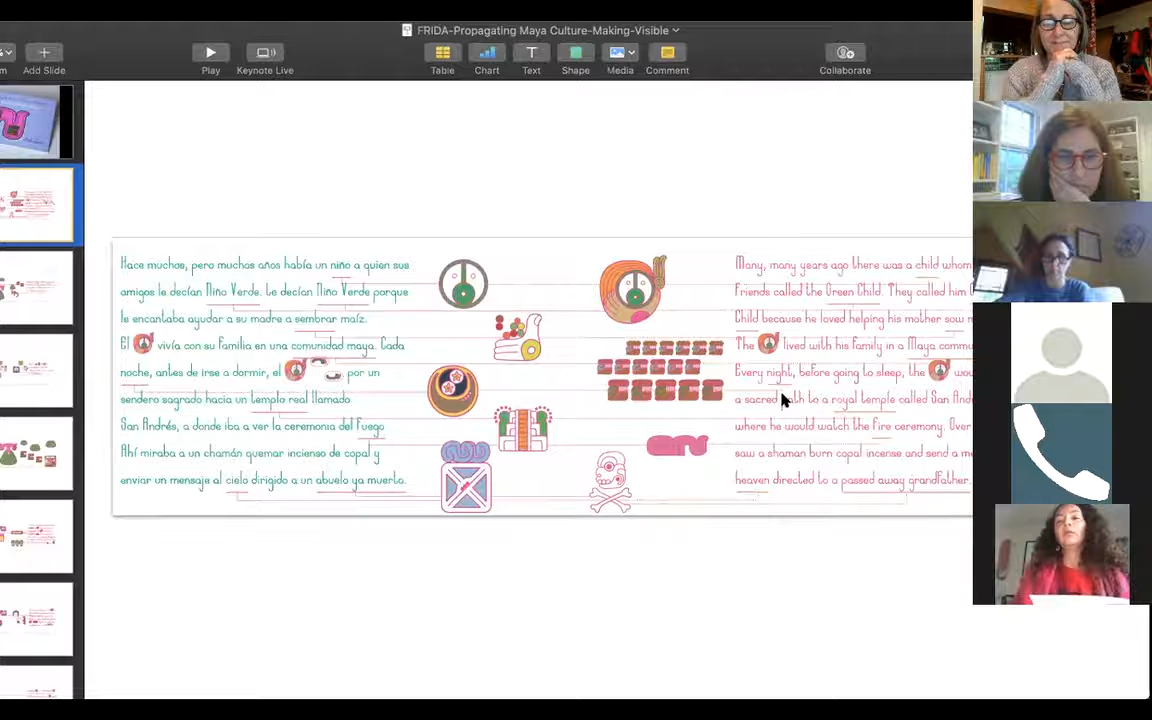 FRIDA-Propagating Maya Culture-Making-Visible
Add Slide
Play
Keynote Live
Table
Chart
Text
Shape
Media
Comment
Collaborate
Hace muchos, pero muchos años había un niño a quien sus
amigos le decían Niño Verde. Le decían Niño Verde porque
le encantaba ayudar a su madre a sembrar maíz.
El vivía con su familia en una comunidad maya. Cada
noche, antes de irse a dormir, el por un
sendero sagrado hacia un templo real llamado
San Andrés, a donde iba a ver la ceremonia del Fuego
Ahí miraba a un chamán quemar incienso de copal y
enviar un mensaje al cielo dirigido a un abuelo ya muerto.
Many, many years ago there was a child whom
Friends called the Green Child. They called him
Child because he loved helping his mother sow
The lived with his family in a Maya
Every night, before going to sleep, the
a sacred path to a royal temple called San
where he would watch the fire ceremony.
saw a shaman burn copal incense and send a
heaven directed to a passed away grandfather.